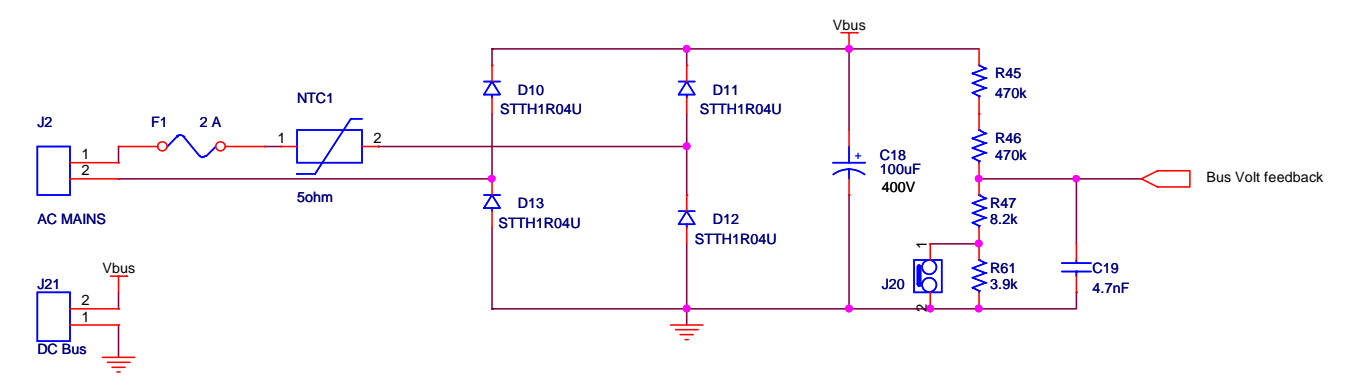 Vbus
J2
1
2
AC MAINS
F1 2 A
NTC1
1
2
5ohm
D10
STTH1R04U
D11
STTH1R04U
D13
STTH1R04U
D12
STTH1R04U
+
C18
100uF
400V
R45
470k
R46
470k
Bus Volt feedback
R47
8.2k
1
J20
2
R61
3.9k
C19
4.7nF
Vbus
J21
2
1
DC Bus